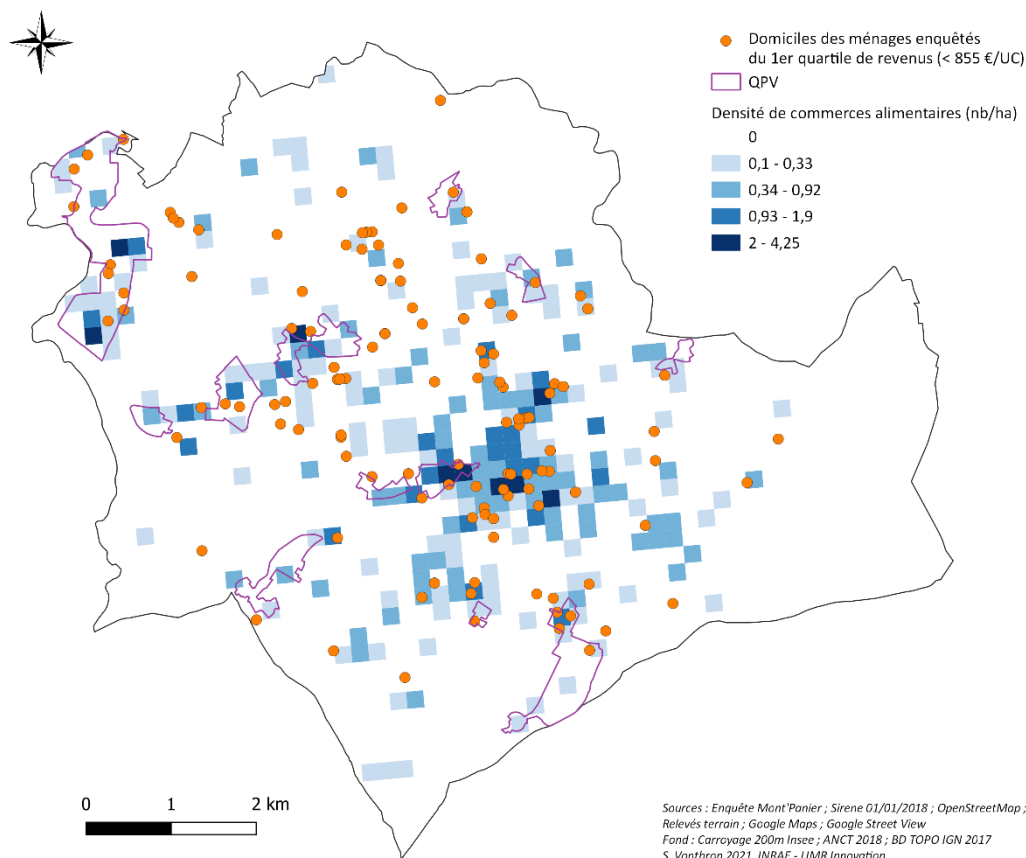 Domiciles des ménages enquêtés
du 1er quartile de revenus (< 855 €/UC)
QPV
Densité de commerces alimentaires (nb/ha)
0
0,1 - 0,33
0,34 - 0,92
0,93 - 1,9
2 - 4,25
0 1 2 km
Sources : Enquête Mont'Panier ; Sirene 01/01/2018 ; OpenStreetMap ;
Relevés terrain ; Google Maps ; Google Street View
Fond : Carroyage 200m Insee ; ANCT 2018 ; BD TOPO IGN 2017
S. Vonthron 2021, INRAE - UMR Innovation